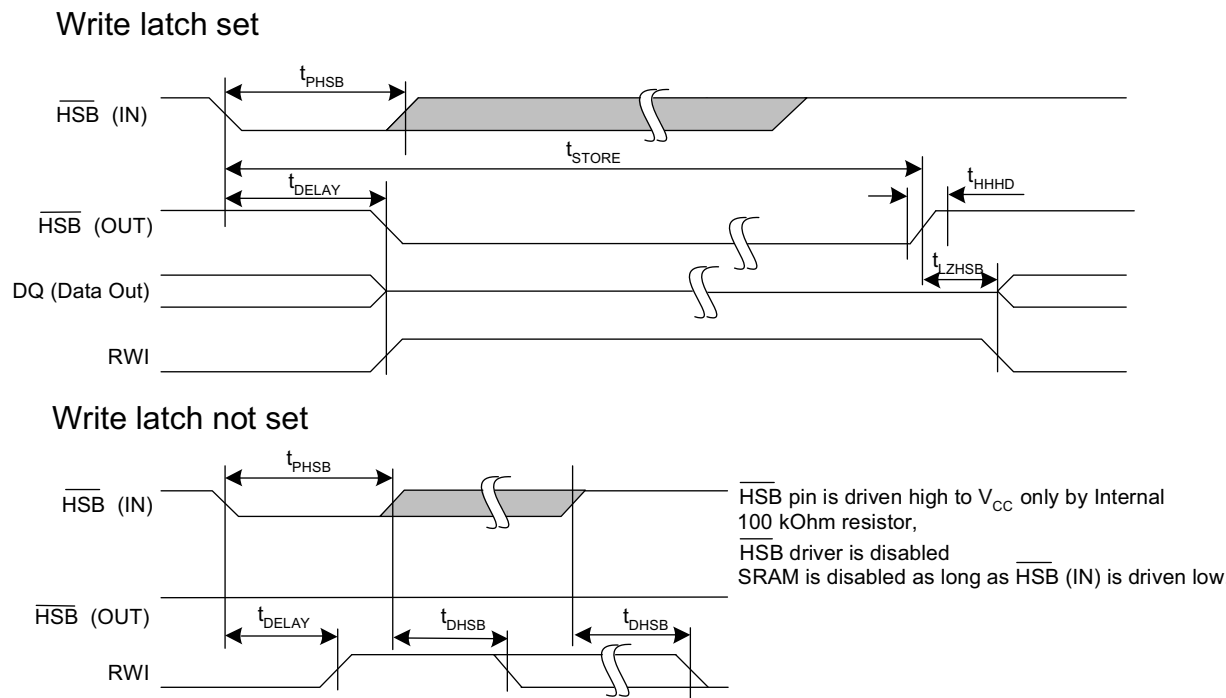 Write latch set
tPHSB
HSB (IN)
tSTORE
tDELAY
tHHHD
HSB (OUT)
tLZHSB
DQ (Data Out)
RWI
Write latch not set
tPHSB
HSB (IN)
HSB pin is driven high to VCC only by Internal
100 kOhm resistor,
HSB driver is disabled
SRAM is disabled as long as HSB (IN) is driven low
HSB (OUT)
tDELAY
tDHSB
tDHSB
RWI